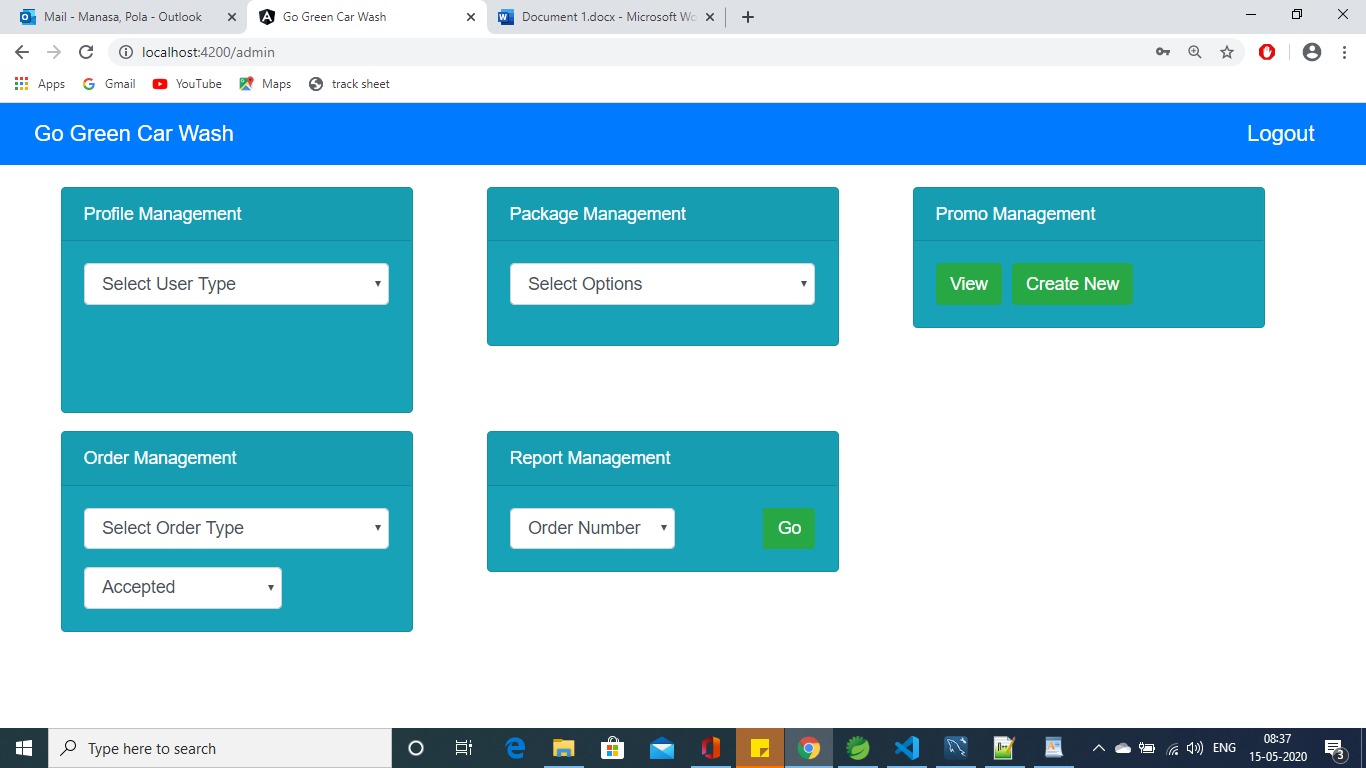 Mail - Manasa, Pola - Outlook
Go Green Car Wash
Document 1.docx - Microsoft Wo
localhost:4200/admin
Apps
Gmail
YouTube
Maps
track sheet
Go Green Car Wash
Logout
Profile Management
Select User Type
Package Management
Select Options
Promo Management
View
Create New
Order Management
Select Order Type
Accepted
Report Management
Order Number
Go
Type here to search
ENG
08:37
15-05-2020
3